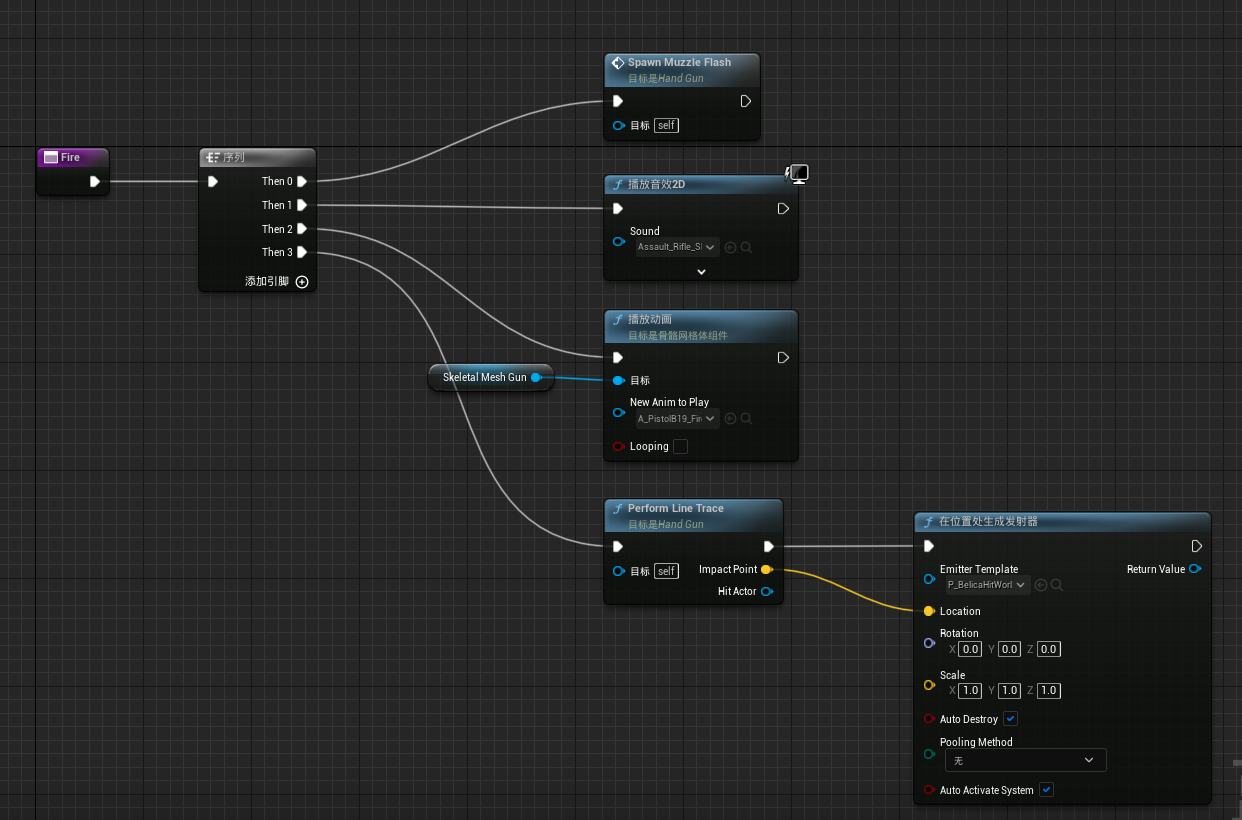 Fire
序列
Then 0
Then 1
Then 2
Then 3
添加引脚
Spawn Muzzle Flash
目标是Hand Gun
目标 self
播放音效2D
Sound
Assault_Rifle_S
播放动画
目标是骨骼网格体组件
Skeletal Mesh Gun
目标
New Anim to Play
A_PistolB19_Fir
Looping
Perform Line Trace
目标是Hand Gun
目标 self
Impact Point
Hit Actor
在位置处生成发射器
Emitter Template
P_BelicaHitWorl
Return Value
Location
Rotation
X 0.0 Y 0.0 Z 0.0
Scale
X 1.0 Y 1.0 Z 1.0
Auto Destroy
Pooling Method
无
Auto Activate System